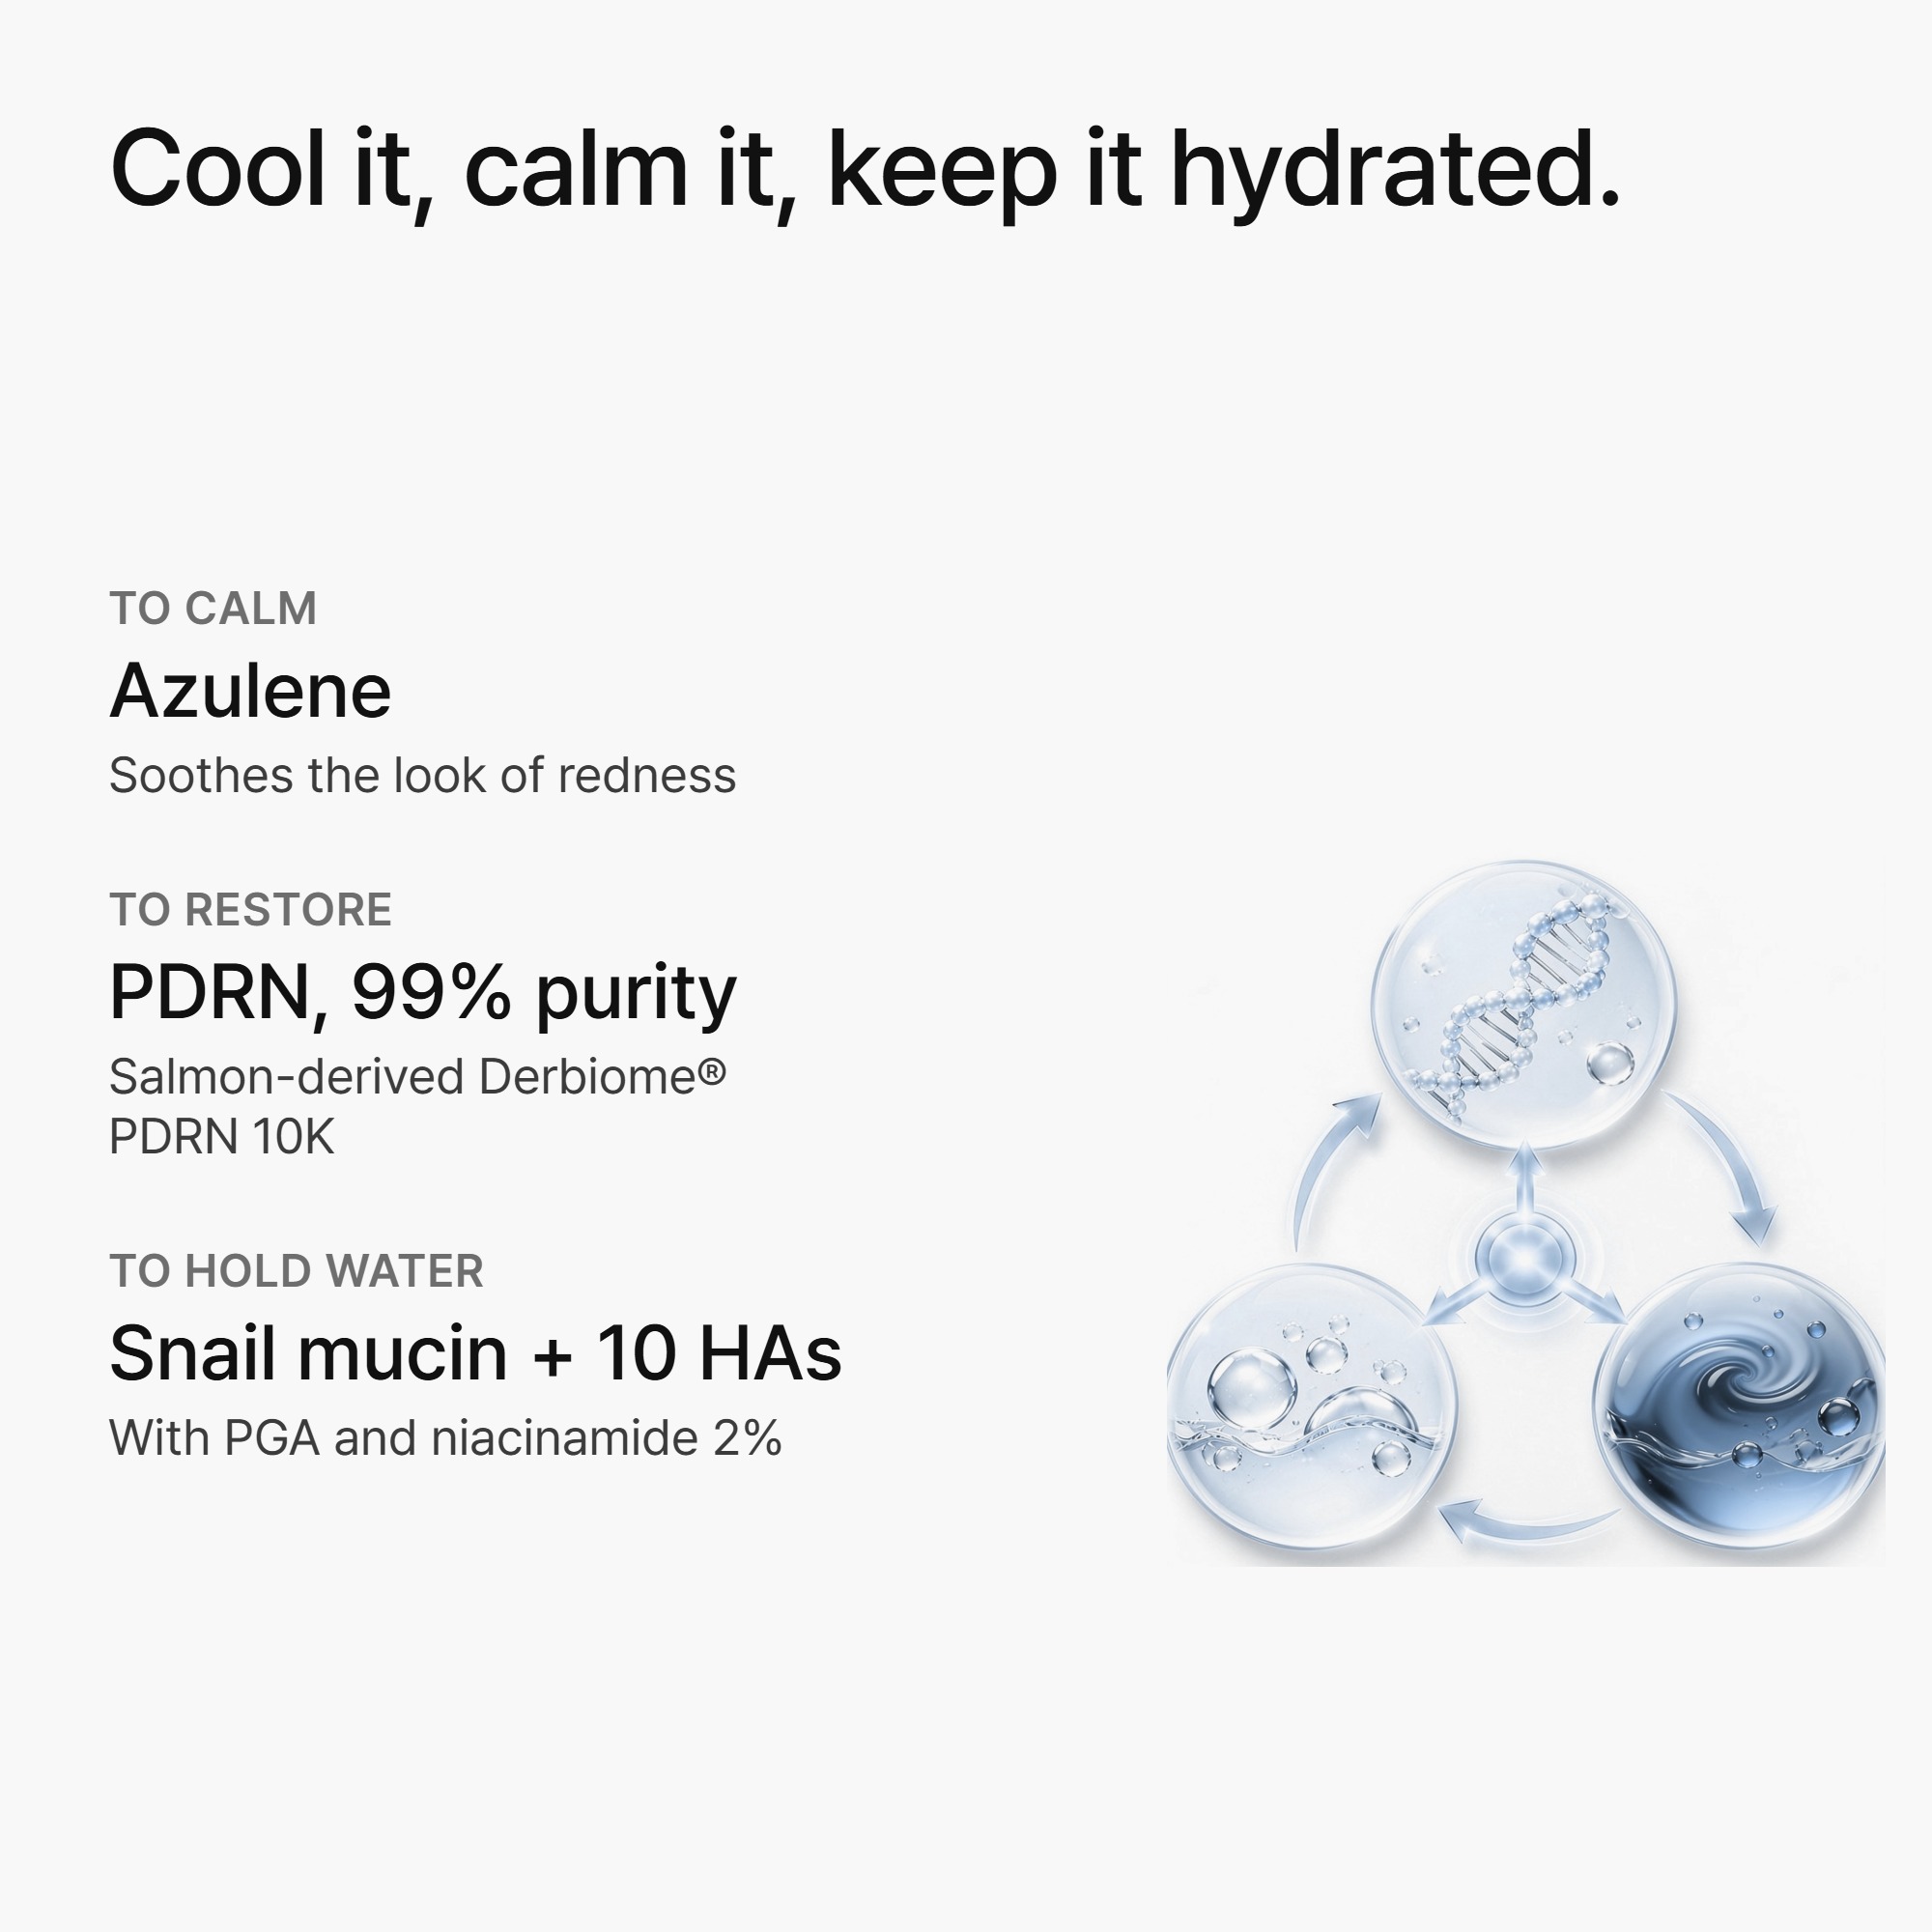 Cool it, calm it, keep it hydrated.
TO CALM
Azulene
Soothes the look of redness
TO RESTORE
PDRN, 99% purity
Salmon-derived Derbiome®
PDRN 10K
TO HOLD WATER
Snail mucin + 10 HAs
With PGA and niacinamide 2%